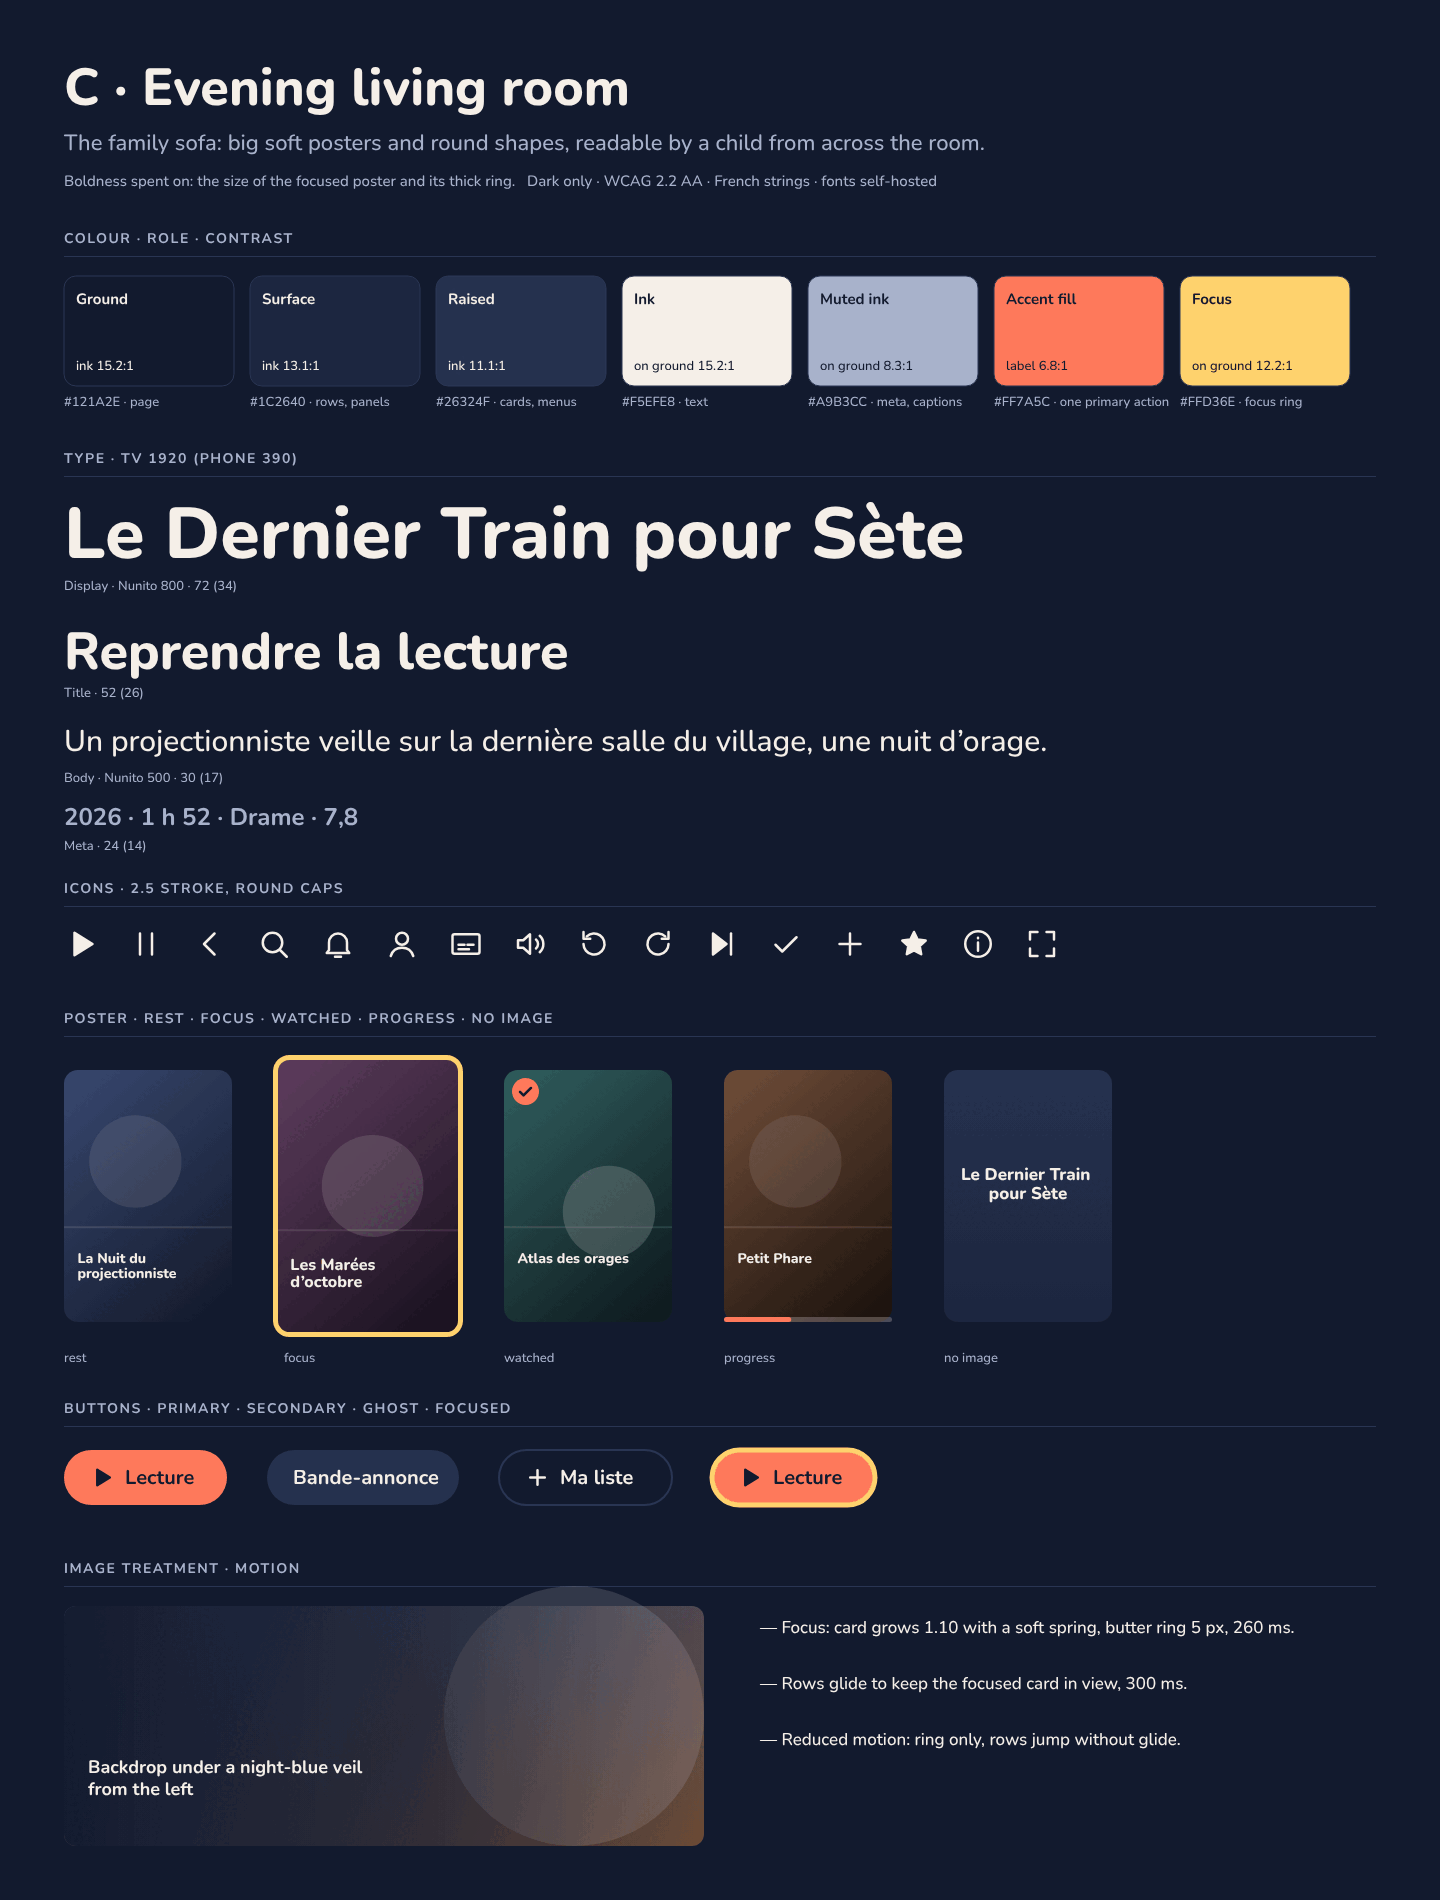 C · Evening living room
The family sofa: big soft posters and round shapes, readable by a child from across the room.
Boldness spent on: the size of the focused poster and its thick ring. Dark only · WCAG 2.2 AA · French strings · fonts self-hosted
COLOUR · ROLE · CONTRAST
Ground
ink 15.2:1
#121A2E · page
Surface
ink 13.1:1
#1C2640 · rows, panels
Raised
ink 11.1:1
#26324F · cards, menus
Ink
on ground 15.2:1
#F5EFE8 · text
Muted ink
on ground 8.3:1
#A9B3CC · meta, captions
Accent fill
label 6.8:1
#FF7A5C · one primary action
Focus
on ground 12.2:1
#FFD36E · focus ring
TYPE · TV 1920 (PHONE 390)
Le Dernier Train pour Sète
Display · Nunito 800 · 72 (34)
Reprendre la lecture
Title · 52 (26)
Un projectionniste veille sur la dernière salle du village, une nuit d’orage.
Body · Nunito 500 · 30 (17)
2026 · 1 h 52 · Drame · 7,8
Meta · 24 (14)
ICONS · 2.5 STROKE, ROUND CAPS
POSTER · REST · FOCUS · WATCHED · PROGRESS · NO IMAGE
La Nuit du
projectionniste
rest
Les Marées
d’octobre
focus
Atlas des orages
watched
Petit Phare
progress
Le Dernier Train
pour Sète
no image
BUTTONS · PRIMARY · SECONDARY · GHOST · FOCUSED
Lecture
Bande-annonce
Ma liste
Lecture
IMAGE TREATMENT · MOTION
Backdrop under a night-blue veil
from the left
— Focus: card grows 1.10 with a soft spring, butter ring 5 px, 260 ms.
— Rows glide to keep the focused card in view, 300 ms.
— Reduced motion: ring only, rows jump without glide.